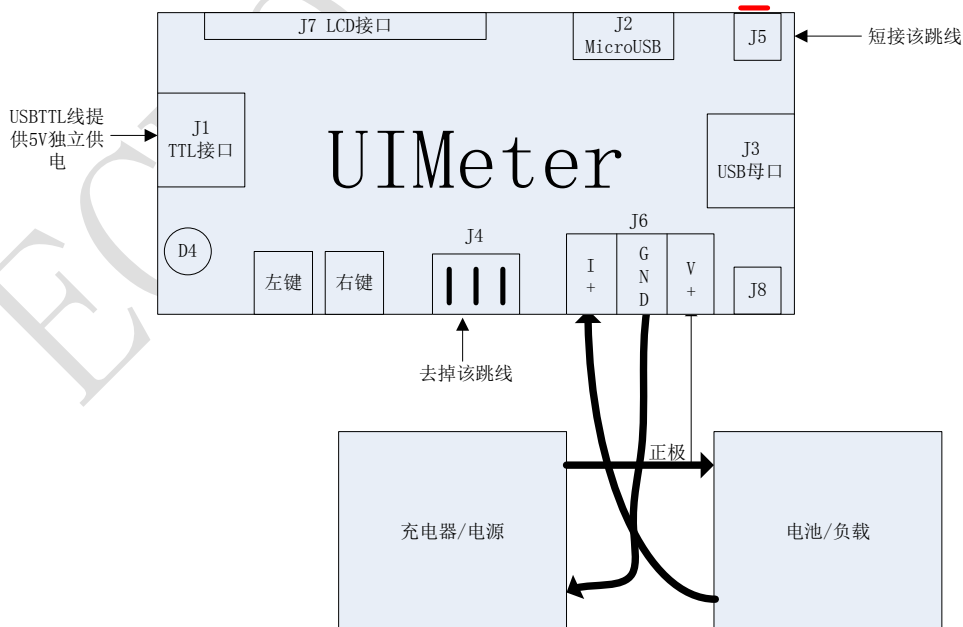 J7 LCD接口
J2
MicroUSB
J5
短接该跳线
USBTTL线提
供5V独立供
电
J1
TTL接口
UIMeter
J3
USB母口
D4
左键
右键
J4
J6
I+
GND
V+
J8
去掉该跳线
正极
充电器/电源
电池/负载